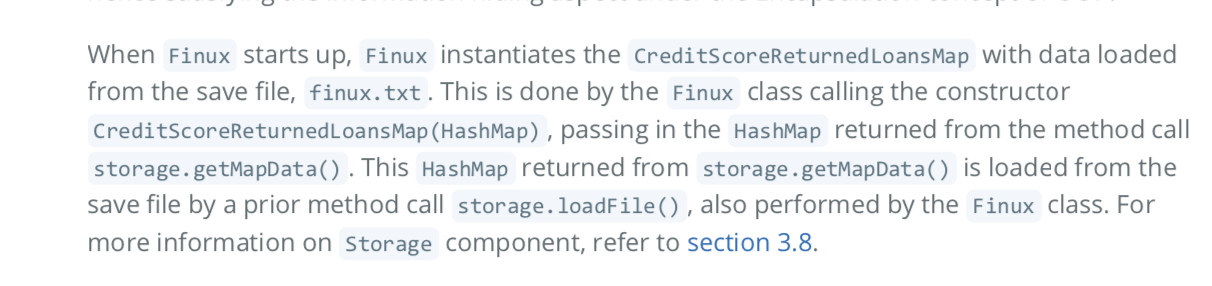 When Finux starts up, Finux instantiates the CreditScoreReturnedLoansMap with data loaded
from the save file, finux.txt. This is done by the Finux class calling the constructor
CreditScoreReturnedLoansMap(HashMap), passing in the HashMap returned from the method call
storage.getMapData(). This HashMap returned from storage.getMapData() is loaded from the
save file by a prior method call storage.loadFile(), also performed by the Finux class. For
more information on Storage component, refer to section 3.8.